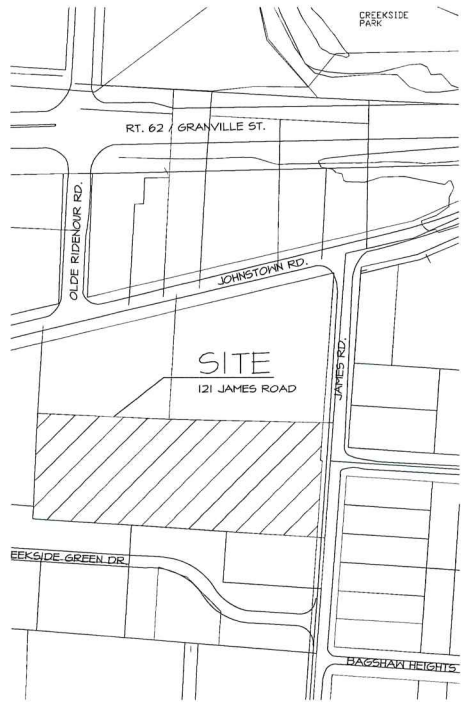 CREEKSIDE
PARK
RT. 62 / GRANVILLE ST.
OLDE RIDENOUR RD.
JOHNSTOWN RD.
SITE
121 JAMES ROAD
JAMES RD.
EEKSIDE GREEN DR.
BAGSHAW HEIGHTS